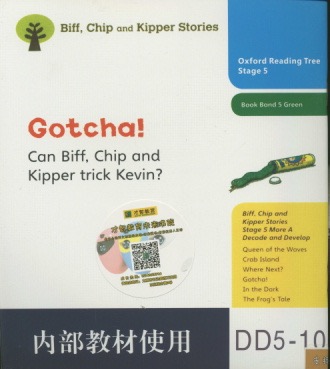 Biff, Chip and Kipper Stories
Oxford Reading Tree
Stage 5
Book Band 5 Green
Gotcha!
Can Biff, Chip and
Kipper trick Kevin?
Biff, Chip and
Kipper Stories
Stage 5 More A
Decode and Develop
Queen of the Waves
Crab Island
Where Next?
Gotcha!
In the Dark
The Frog's Tale
内部教材使用
DD5-10